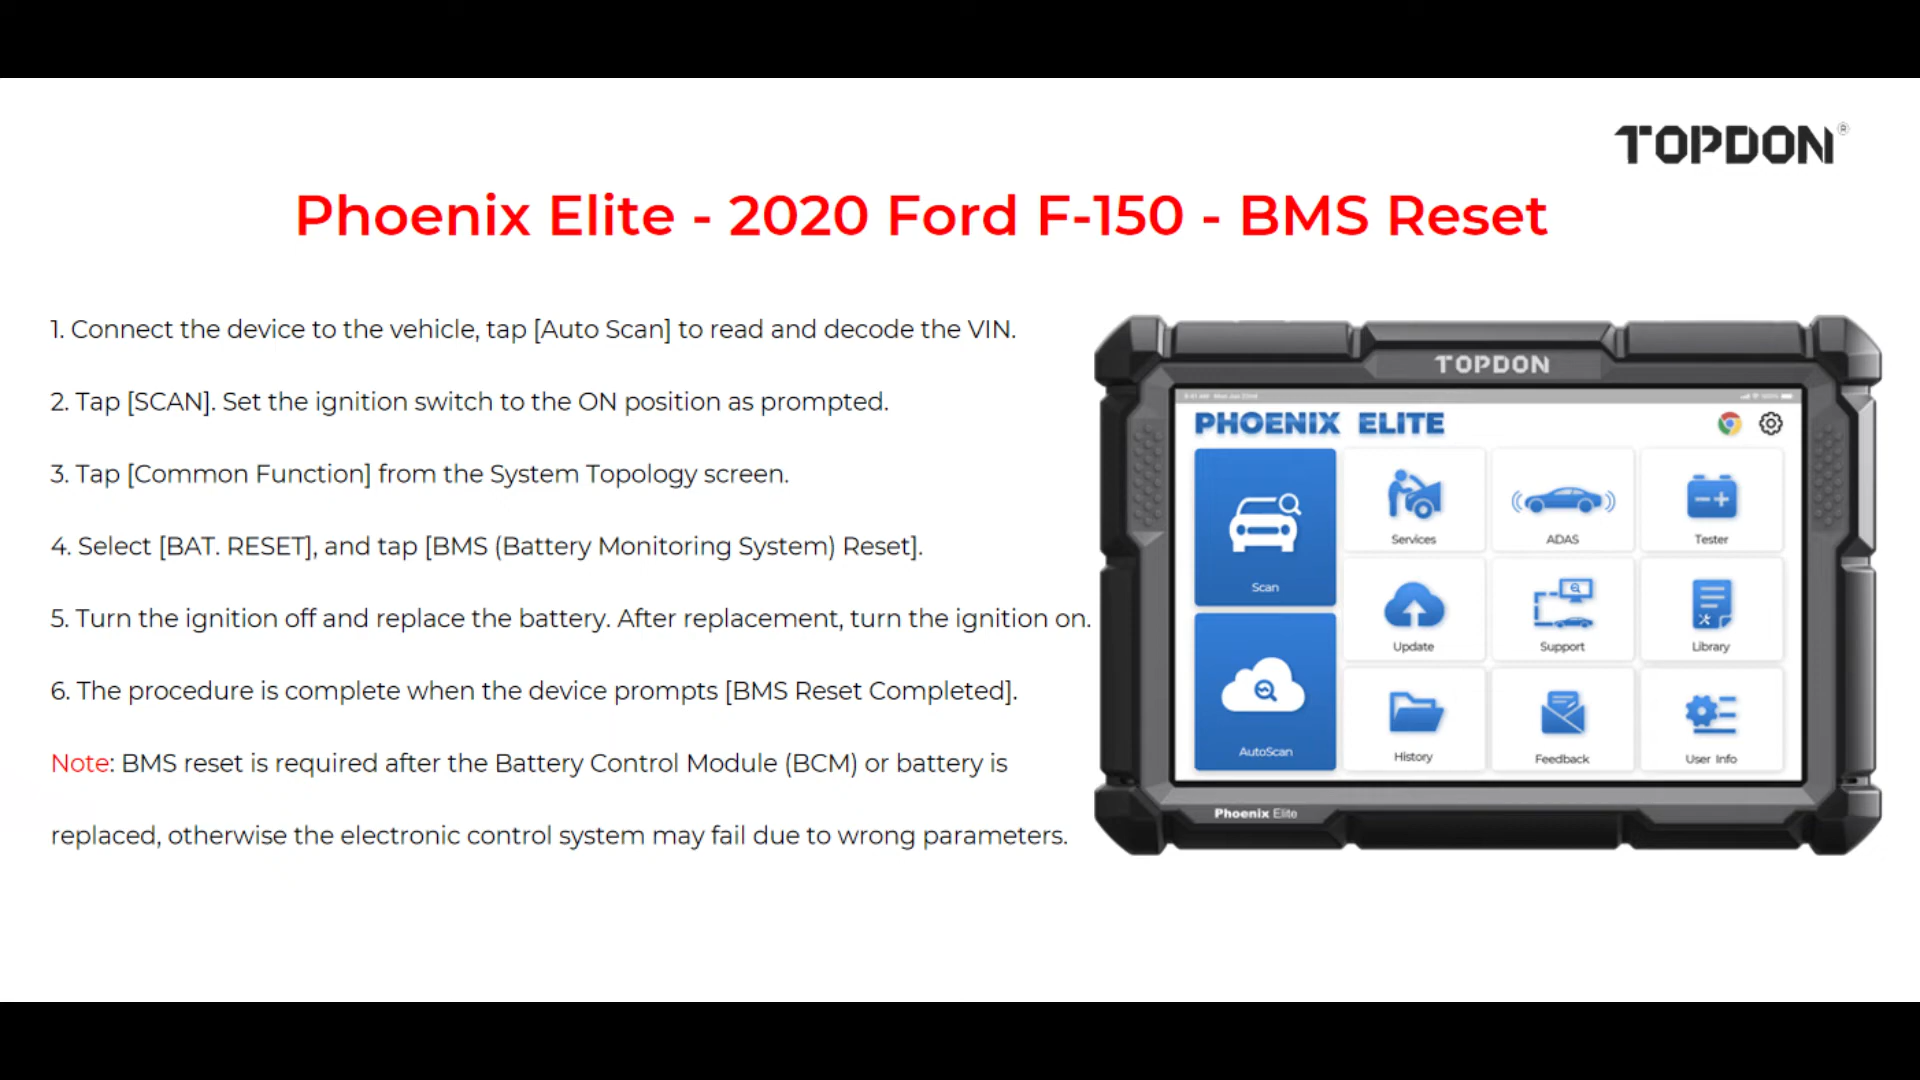 TOPDON®
Phoenix Elite - 2020 Ford F-150 - BMS Reset
1. Connect the device to the vehicle, tap [Auto Scan] to read and decode the VIN.
2. Tap [SCAN]. Set the ignition switch to the ON position as prompted.
3. Tap [Common Function] from the System Topology screen.
4. Select [BAT. RESET], and tap [BMS (Battery Monitoring System) Reset].
5. Turn the ignition off and replace the battery. After replacement, turn the ignition on.
6. The procedure is complete when the device prompts [BMS Reset Completed].
Note: BMS reset is required after the Battery Control Module (BCM) or battery is
replaced, otherwise the electronic control system may fail due to wrong parameters.
TOPDON
PHOENIX ELITE
Scan
Services
ADAS
Tester
Update
Support
Library
AutoScan
History
Feedback
User Info
Phoenix Elite